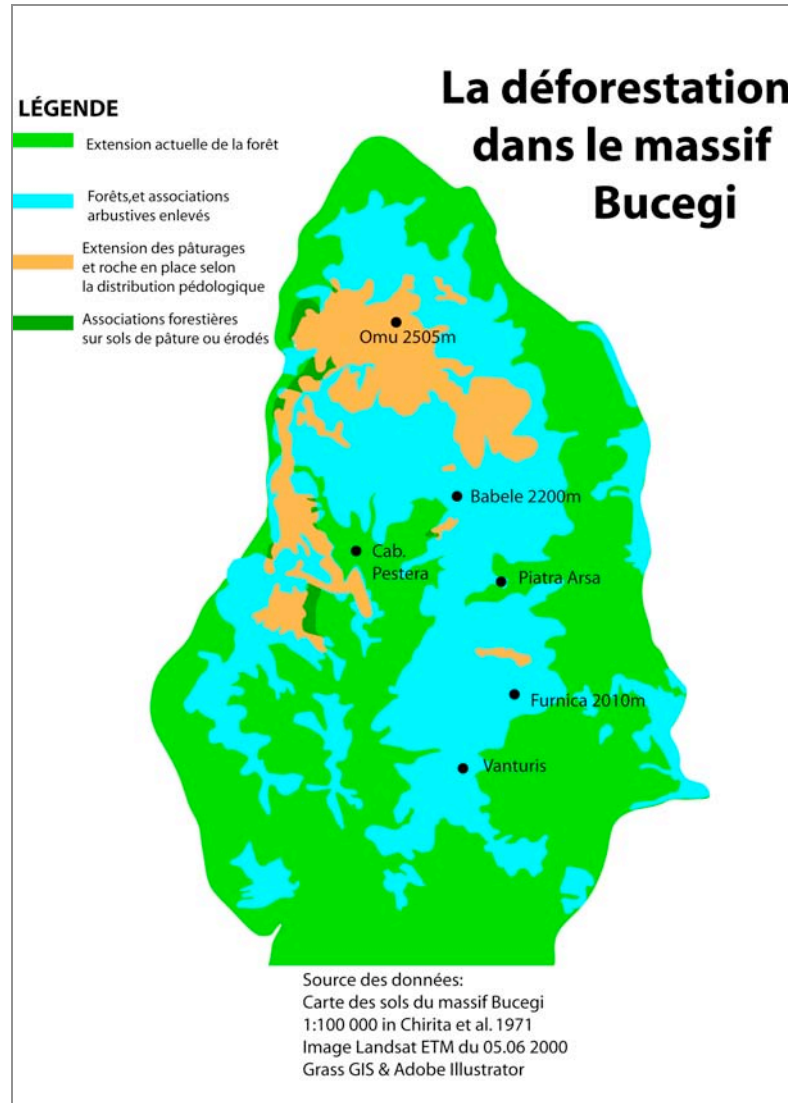 La déforestation
dans le massif
Bucegi
LÉGENDE
Extension actuelle de la forêt
Forêts,et associations
arbustives enlevés
Extension des pâturages
et roche en place selon
la distribution pédologique
Associations forestières
sur sols de pâture ou érodés
Omu 2505m
Babele 2200m
Cab.
Pestera
Piatra Arsa
Furnica 2010m
Vanturis
Source des données:
Carte des sols du massif Bucegi
1:100 000 in Chirita et al. 1971
Image Landsat ETM du 05.06 2000
Grass GIS & Adobe Illustrator